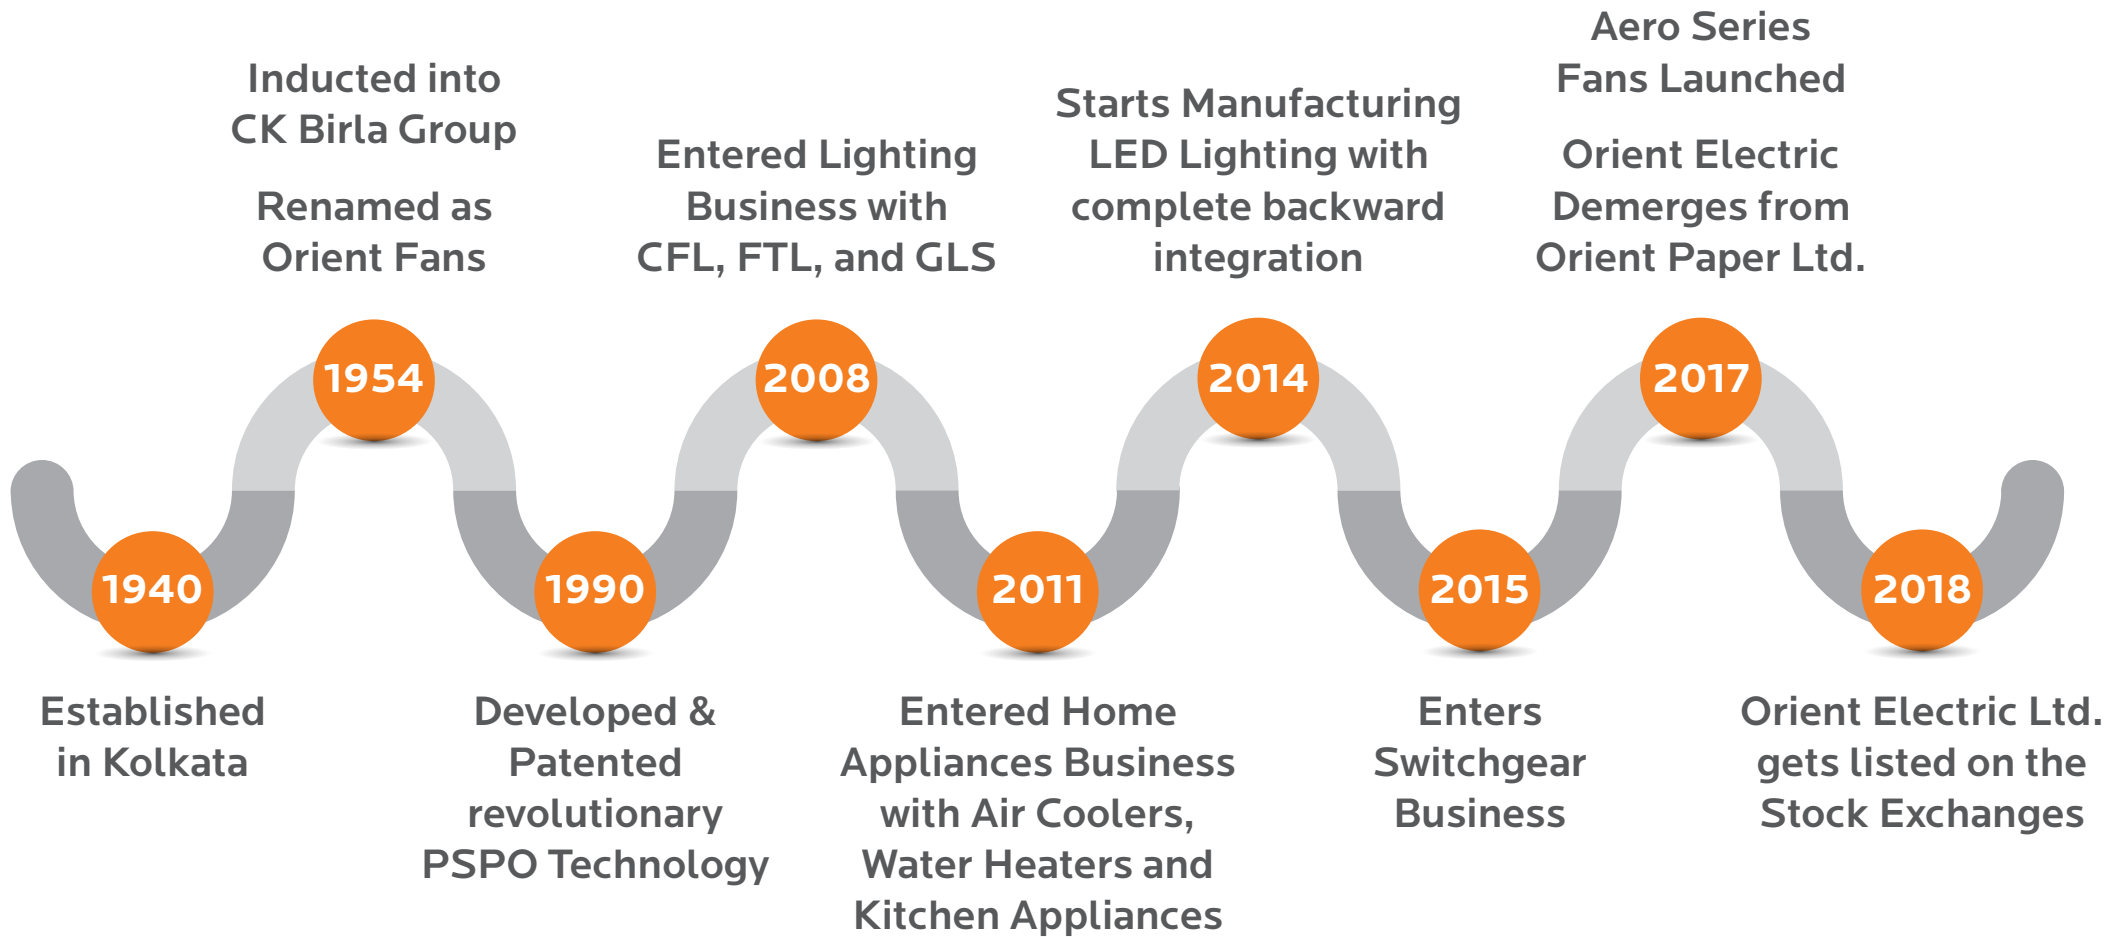 Inducted into
CK Birla Group
Renamed as
Orient Fans
1954
Entered Lighting
Business with
CFL, FTL, and GLS
2008
Starts Manufacturing
LED Lighting with
complete backward
integration
2014
Aero Series
Fans Launched
Orient Electric
Demerges from
Orient Paper Ltd.
2017
1940
Established
in Kolkata
1990
Developed &
Patented
revolutionary
PSPO Technology
2011
Entered Home
Appliances Business
with Air Coolers,
Water Heaters and
Kitchen Appliances
2015
Enters
Switchgear
Business
2018
Orient Electric Ltd.
gets listed on the
Stock Exchanges